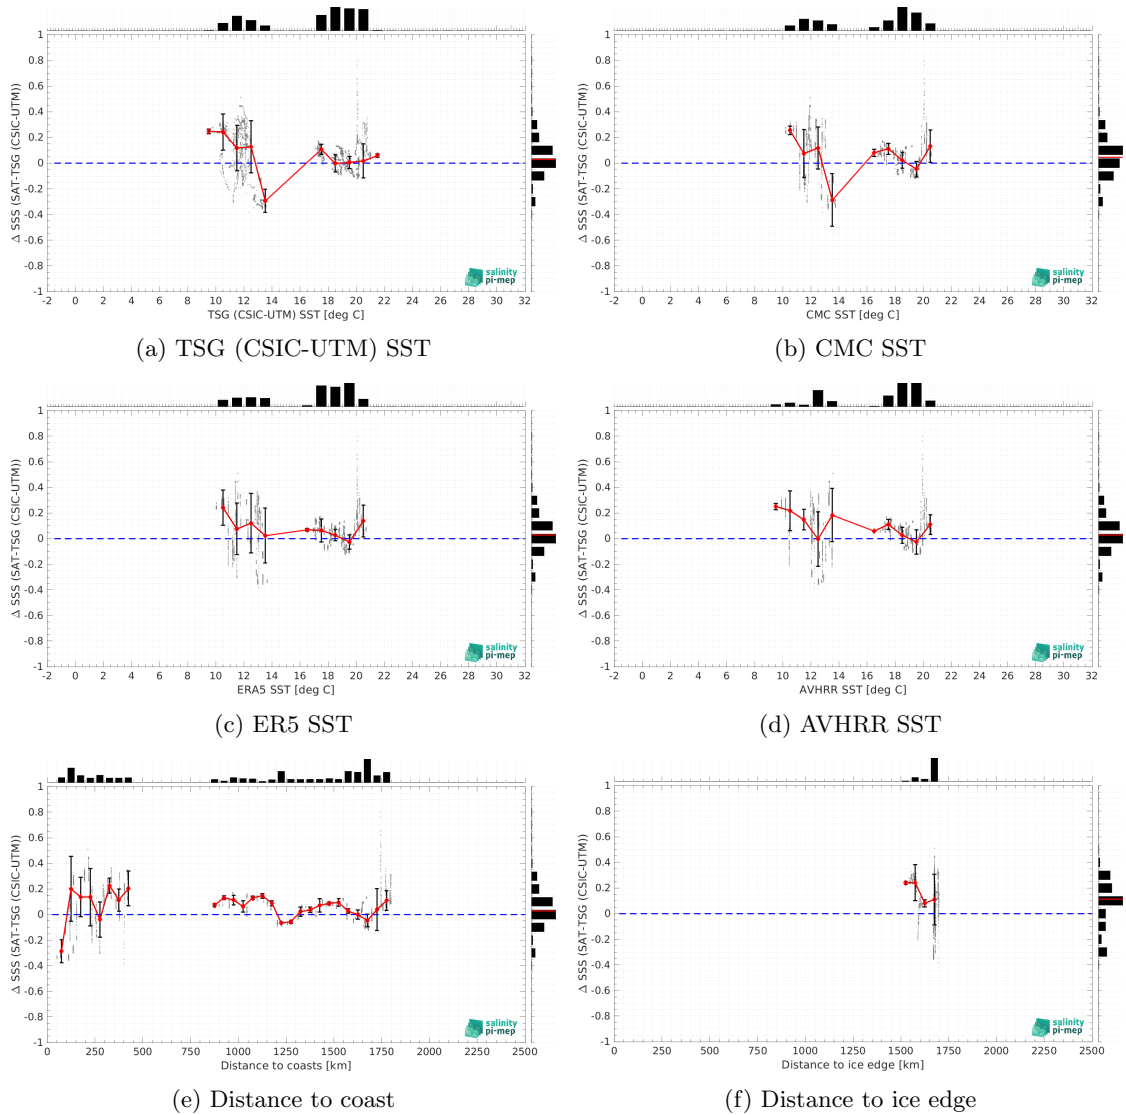 1
0.8
0.6
0.4
0.2
0
-0.2
-0.4
-0.6
-0.8
-1
Δ SSS (SAT-TSG (CSIC-UTM))
-2 0 2 4 6 8 10 12 14 16 18 20 22 24 26 28 30 32
TSG (CSIC-UTM) SST [deg C]
salinity
pi-mep
(a) TSG (CSIC-UTM) SST
1
0.8
0.6
0.4
0.2
0
-0.2
-0.4
-0.6
-0.8
-1
Δ SSS (SAT-TSG (CSIC-UTM))
-2 0 2 4 6 8 10 12 14 16 18 20 22 24 26 28 30 32
CMC SST [deg C]
salinity
pi-mep
(b) CMC SST
1
0.8
0.6
0.4
0.2
0
-0.2
-0.4
-0.6
-0.8
-1
Δ SSS (SAT-TSG (CSIC-UTM))
-2 0 2 4 6 8 10 12 14 16 18 20 22 24 26 28 30 32
ERA5 SST [deg C]
salinity
pi-mep
(c) ER5 SST
1
0.8
0.6
0.4
0.2
0
-0.2
-0.4
-0.6
-0.8
-1
Δ SSS (SAT-TSG (CSIC-UTM))
-2 0 2 4 6 8 10 12 14 16 18 20 22 24 26 28 30 32
AVHRR SST [deg C]
salinity
pi-mep
(d) AVHRR SST
1
0.8
0.6
0.4
0.2
0
-0.2
-0.4
-0.6
-0.8
-1
Δ SSS (SAT-TSG (CSIC-UTM))
0 250 500 750 1000 1250 1500 1750 2000 2250 2500
Distance to coasts [km]
salinity
pi-mep
(e) Distance to coast
1
0.8
0.6
0.4
0.2
0
-0.2
-0.4
-0.6
-0.8
-1
Δ SSS (SAT-TSG (CSIC-UTM))
0 250 500 750 1000 1250 1500 1750 2000 2250 2500
Distance to ice edge [km]
salinity
pi-mep
(f) Distance to ice edge